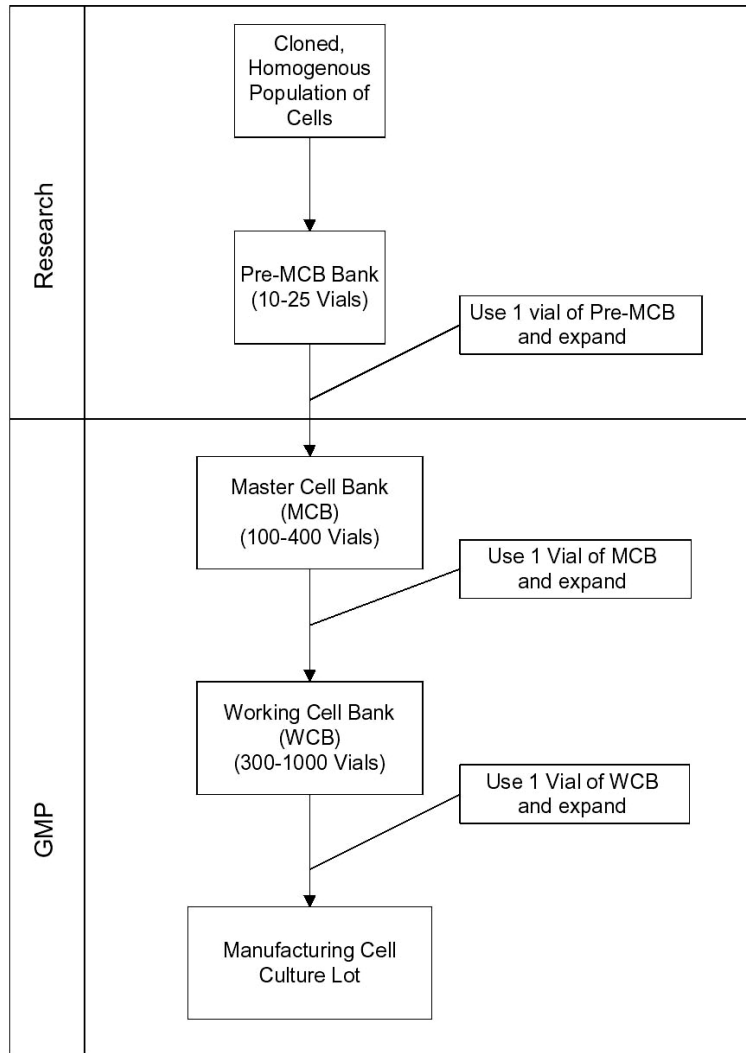 Research
Cloned,
Homogenous
Population of
Cells
Pre-MCB Bank
(10-25 Vials)
Use 1 vial of Pre-MCB
and expand
GMP
Master Cell Bank
(MCB)
(100-400 Vials)
Use 1 Vial of MCB
and expand
Working Cell Bank
(WCB)
(300-1000 Vials)
Use 1 Vial of WCB
and expand
Manufacturing Cell
Culture Lot